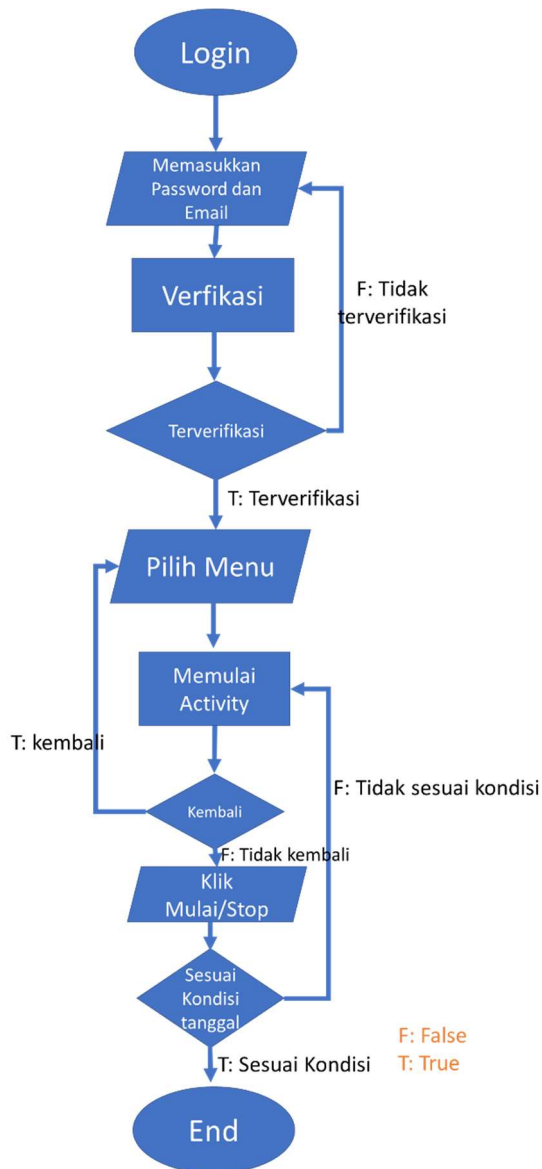 Login
Memasukkan
Password dan
Email
Verfikasi
F: Tidak
terverifikasi
Terverifikasi
T: Terverifikasi
Pilih Menu
Memulai
Activity
T: kembali
F: Tidak sesuai kondisi
Kembali
F: Tidak kembali
Klik
Mulai/Stop
Sesuai
Kondisi
tanggal
F: False
T: True
T: Sesuai Kondisi
End